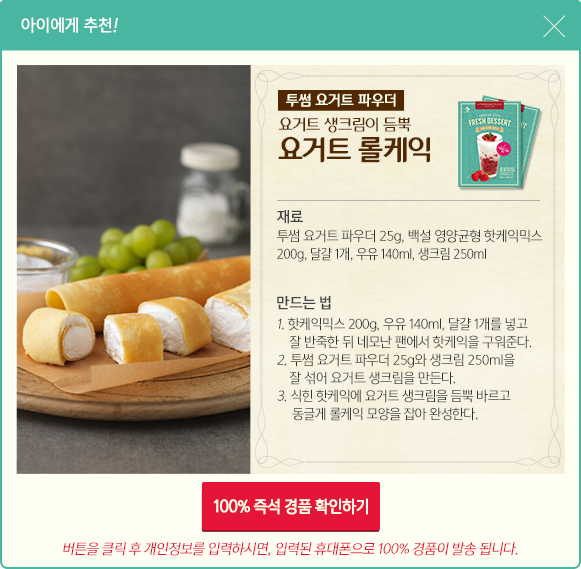 아이에게 추천!
투썸 요거트 파우더
요거트 생크림이 듬뿍
요거트 롤케익
FRESH DESSERT
재료
투썸 요거트 파우더 25g, 백설 영양균형 핫케익믹스
200g, 달걀 1개, 우유 140ml, 생크림 250ml
만드는 법
1. 핫케익믹스 200g, 우유 140ml, 달걀 1개를 넣고
잘 반죽한 뒤 네모난 팬에서 핫케익을 구워준다.
2. 투썸 요거트 파우더 25g와 생크림 250ml을
잘 섞어 요거트 생크림을 만든다.
3. 식힌 핫케익에 요거트 생크림을 듬뿍 바르고
동글게 롤케익 모양을 잡아 완성한다.
100% 즉석 경품 확인하기
버튼을 클릭 후 개인정보를 입력하시면, 입력된 휴대폰으로 100% 경품이 발송 됩니다.